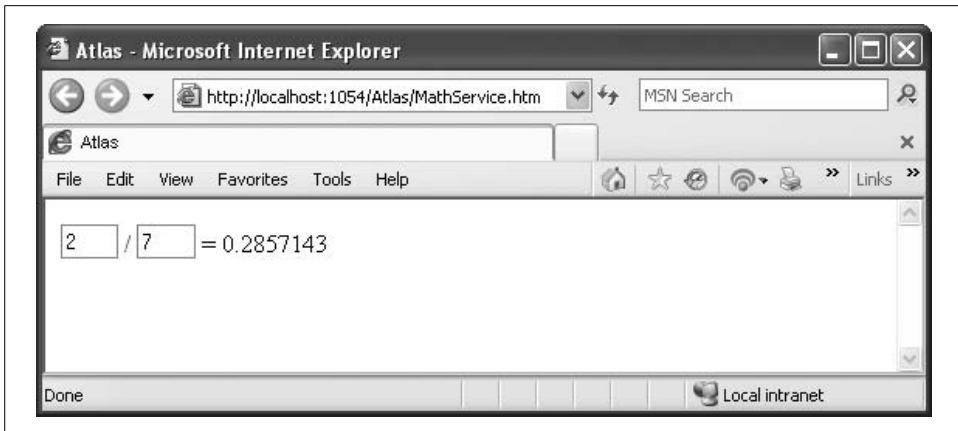 Atlas - Microsoft Internet Explorer
http://localhost:1054/Atlas/MathService.htm
MSN Search
Atlas
File Edit View Favorites Tools Help
Links
2 / 7 = 0.2857143
Done
Local intranet